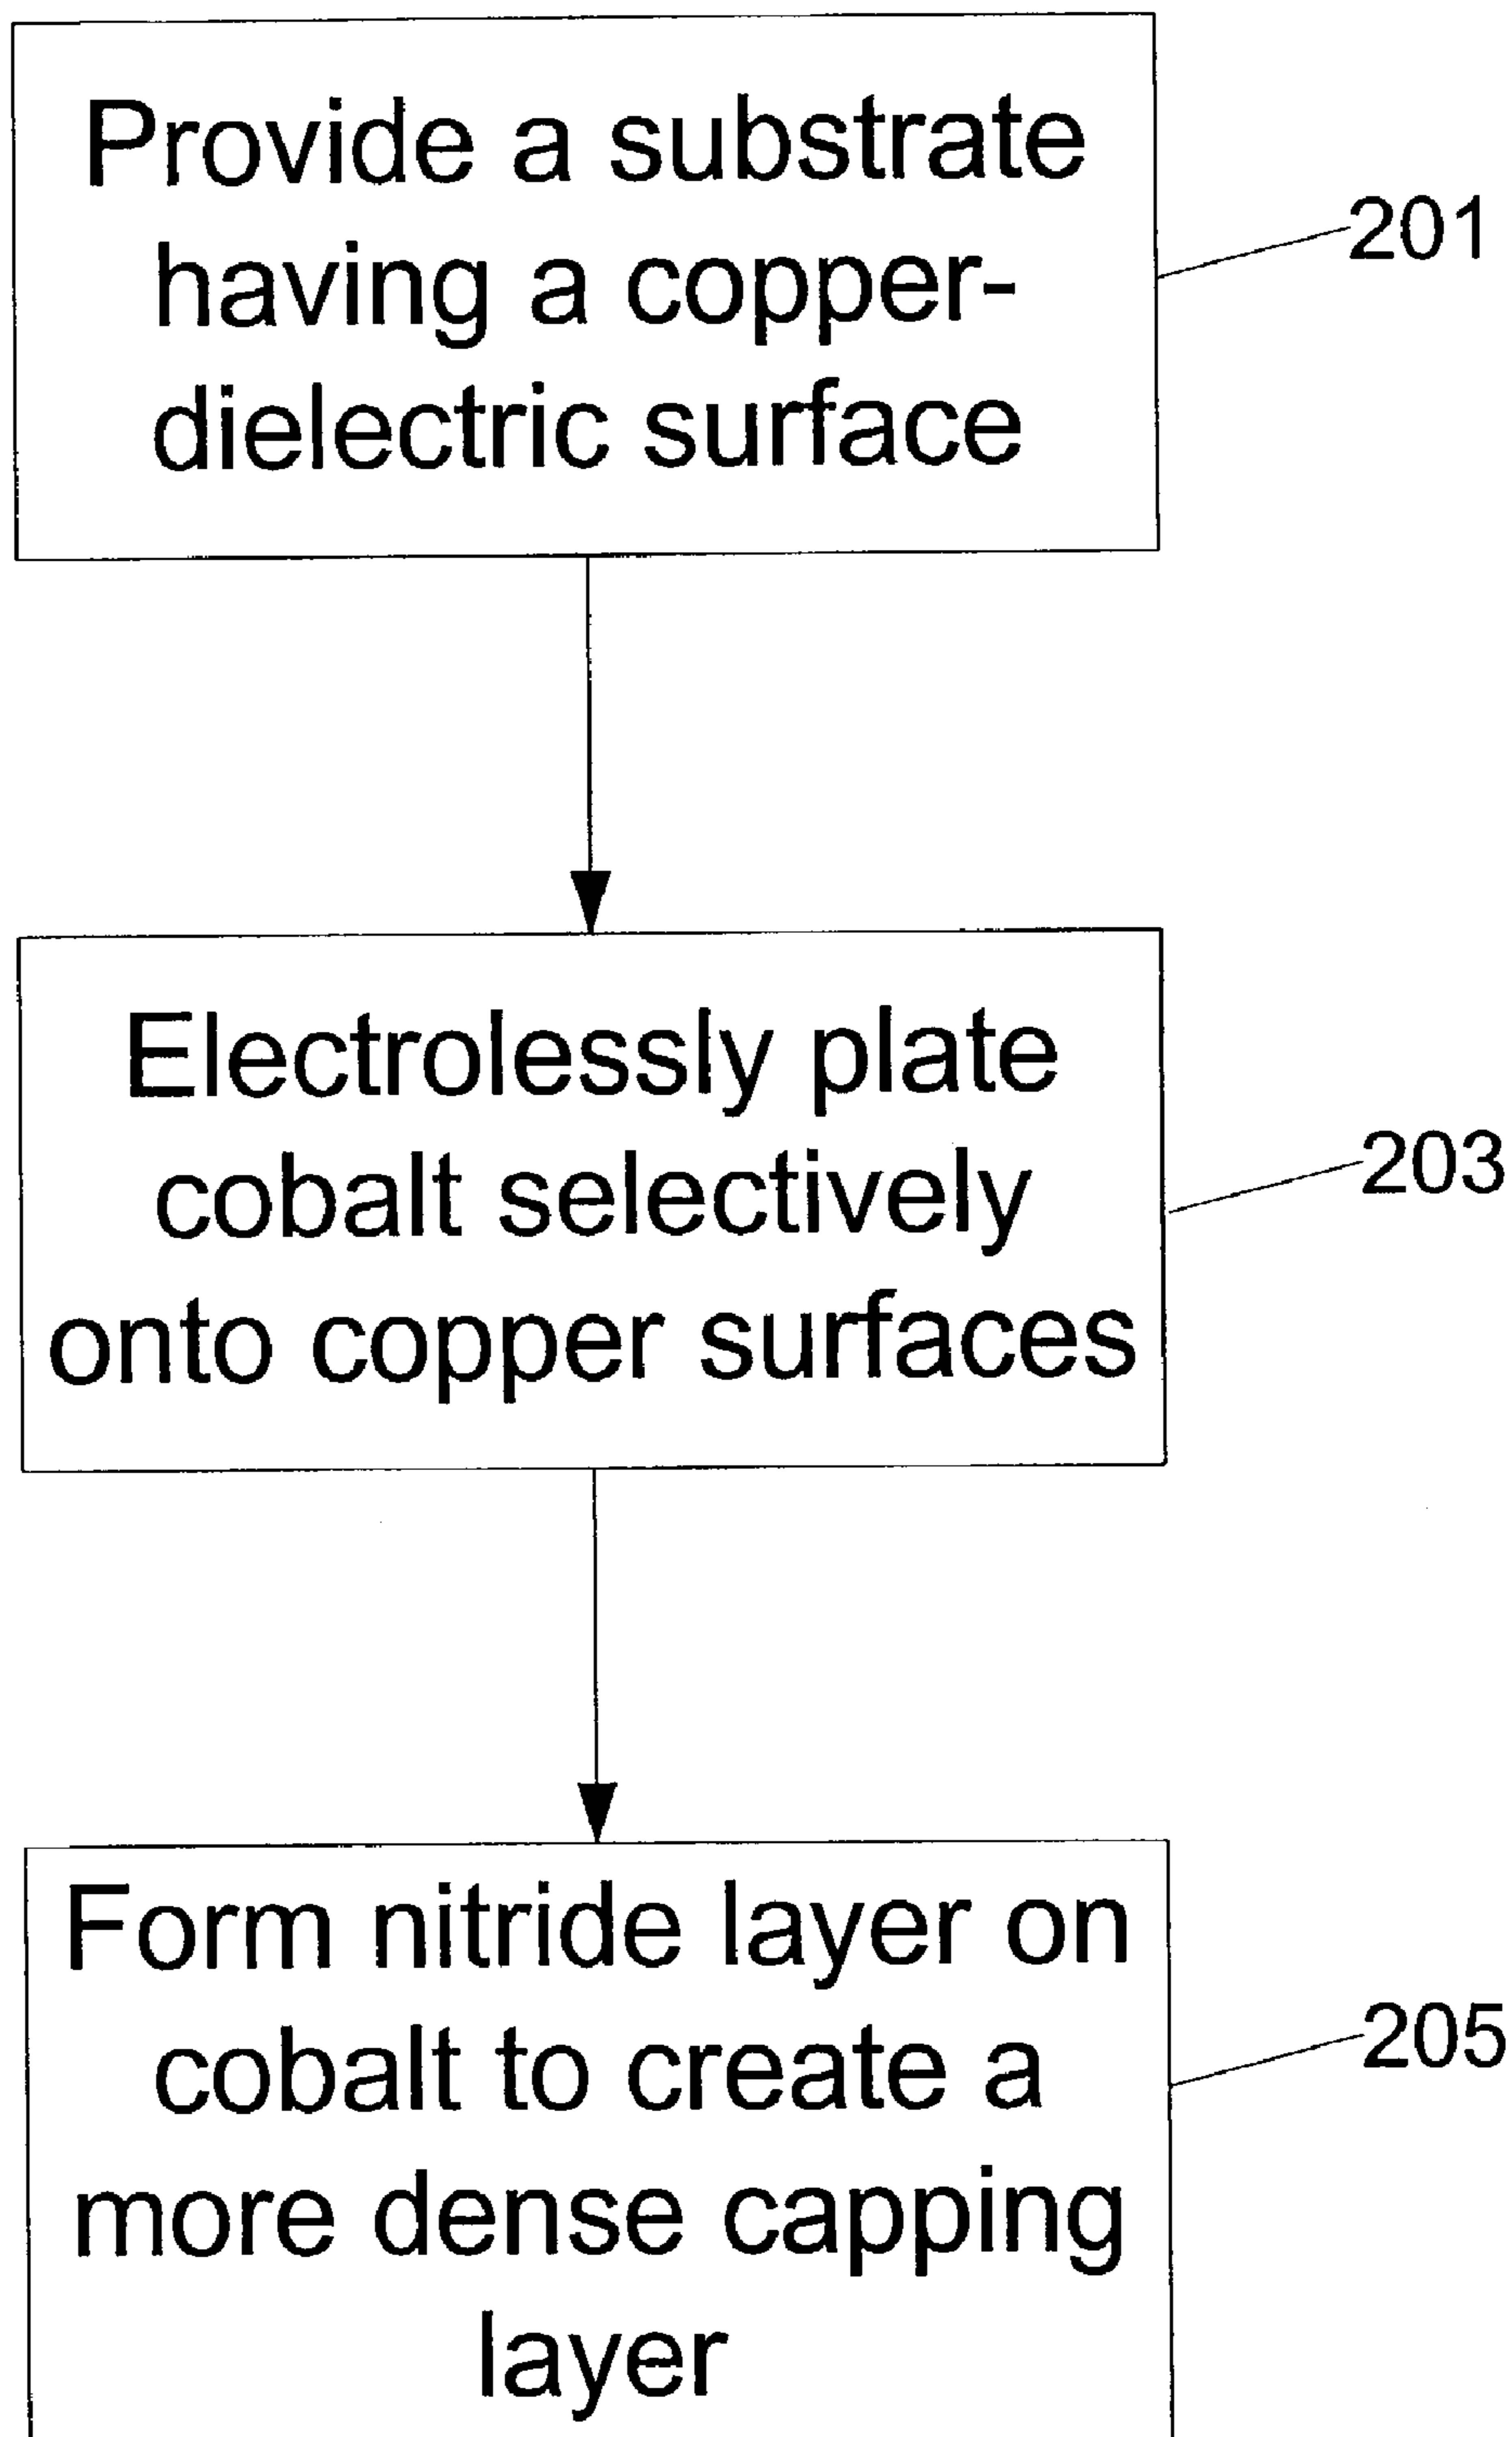 Provide a substrate
having a copper-
dielectric surface
201
Electrolessly plate
cobalt selectively
onto copper surfaces
203
Form nitride layer on
cobalt to create a
more dense capping
layer
205